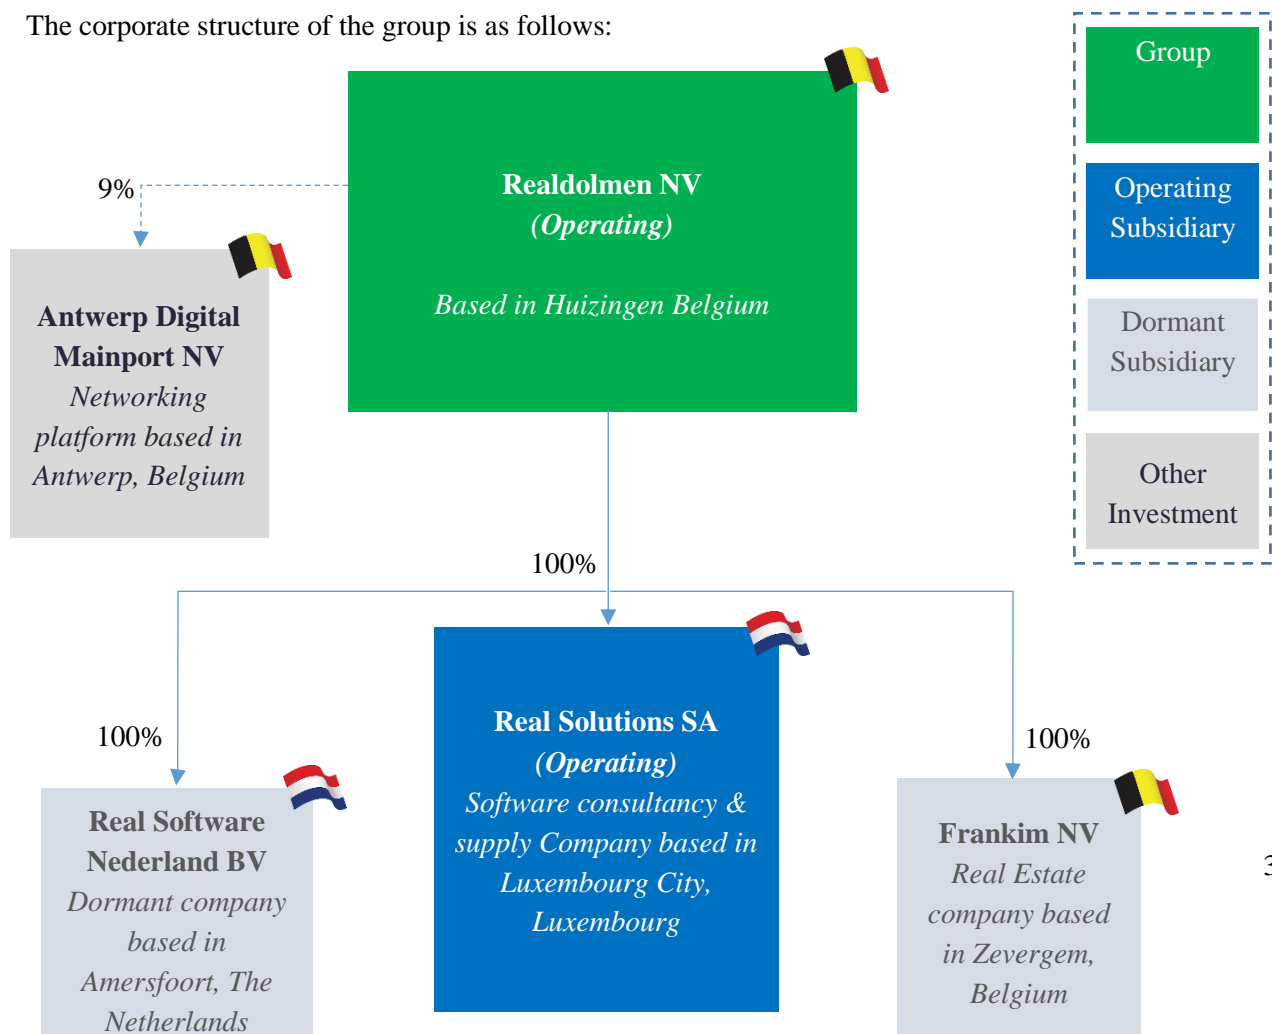 The corporate structure of the group is as follows:
Group
Operating
Subsidiary
Dormant
Subsidiary
Other
Investment
Realdolmen NV
(Operating)
Based in Huizingen Belgium
9%
Antwerp Digital
Mainport NV
Networking
platform based in
Antwerp, Belgium
100%
100%
100%
Real Software
Nederland BV
Dormant company
based in
Amersfoort, The
Netherlands
Real Solutions SA
(Operating)
Software consultancy &
supply Company based in
Luxembourg City,
Luxembourg
Frankim NV
Real Estate
company based
in Zevergem,
Belgium